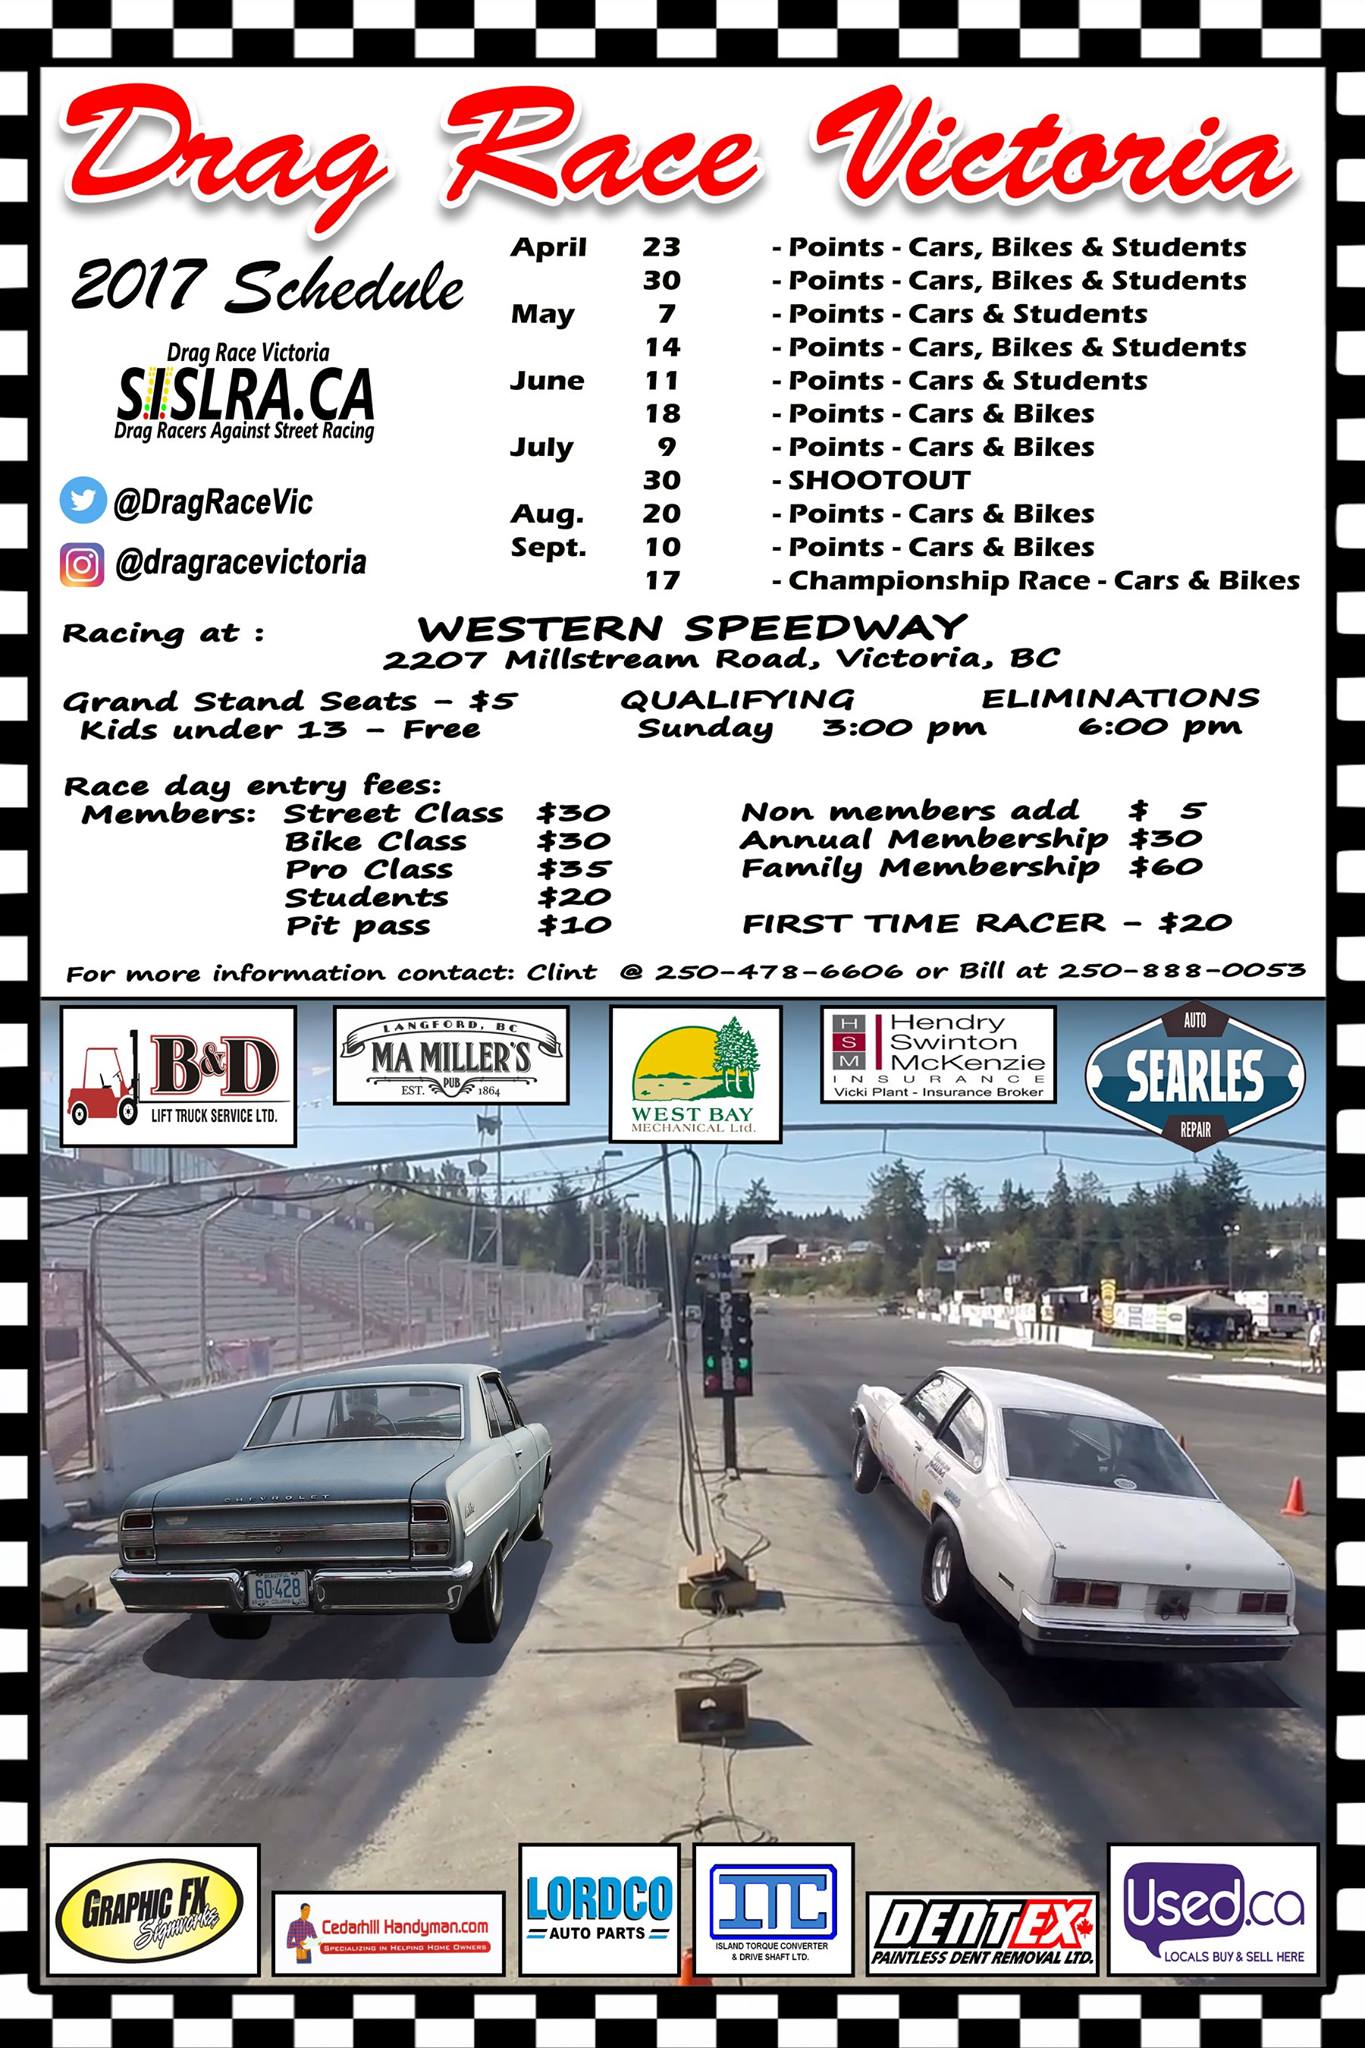 Drag Race Victoria
2017 Schedule
Drag Race Victoria
SISLRA.CA
Drag Racers Against Street Racing
@DragRaceVic
@dragracevictoria
April 23 - Points - Cars, Bikes & Students
30 - Points - Cars, Bikes & Students
May 7 - Points - Cars & Students
14 - Points - Cars, Bikes & Students
June 11 - Points - Cars & Students
18 - Points - Cars & Bikes
July 9 - Points - Cars & Bikes
30 - SHOOTOUT
Aug. 20 - Points - Cars & Bikes
Sept. 10 - Points - Cars & Bikes
17 - Championship Race - Cars & Bikes
Racing at : WESTERN SPEEDWAY
2207 Millstream Road, Victoria, BC
Grand Stand Seats - $5 QUALIFYING ELIMINATIONS
Kids under 13 - Free Sunday 3:00 pm 6:00 pm
Race day entry fees:
Members: Street Class $30 Non members add $ 5
Bike Class $30 Annual Membership $30
Pro Class $35 Family Membership $60
Students $20
Pit pass $10 FIRST TIME RACER - $20
For more information contact: Clint @ 250-478-6606 or Bill at 250-888-0053
B&D
LIFT TRUCK SERVICE LTD.
LANGFORD, BC
MA MILLER'S
PUB
EST. 1864
WEST BAY
MECHANICAL Ltd.
HSM
Hendry
Swinton
McKenzie
INSURANCE
Vicki Plant - Insurance Broker
AUTO
SEARLES
REPAIR
CHEVROLET
BEAUTIFUL
60-428
GRAPHIC FX
Signworks
Cedarhill Handyman.com
SPECIALIZING IN HELPING HOME OWNERS
LORDCO
AUTO PARTS
ITC
ISLAND TORQUE CONVERTER
& DRIVE SHAFT LTD.
DENTEX
PAINTLESS DENT REMOVAL LTD.
Used.ca
LOCALS BUY & SELL HERE